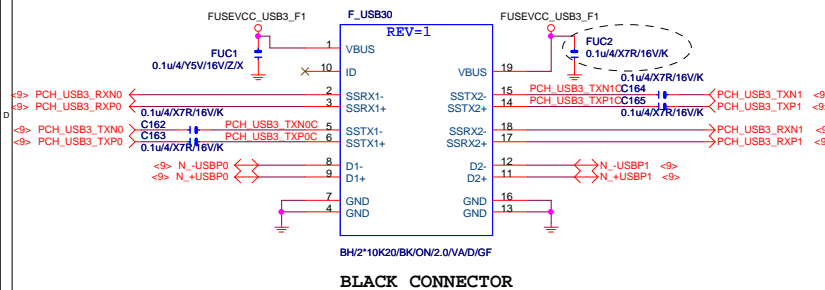 FUSEVCC_USB3_F1 F_USB30 FUSEVCC_USB3_F1
REV=1
FUC1
0.1u/4/Y5V/16V/Z/X
FUC2
0.1u/4/X7R/16V/K
1 VBUS
10 ID
VBUS 19
0.1u/4/X7R/16V/K
<9> PCH_USB3_RXN0 2 SSRX1-
<9> PCH_USB3_RXP0 3 SSRX1+
SSTX2- 15 PCH_USB3_TXN1C C164 PCH_USB3_TXN1 <9
SSTX2+ 14 PCH_USB3_TXP1C C165 PCH_USB3_TXP1 <9
0.1u/4/X7R/16V/K
0.1u/4/X7R/16V/K
D
<9> PCH_USB3_TXN0 C162 PCH_USB3_TXN0C 5 SSTX1-
<9> PCH_USB3_TXP0 C163 PCH_USB3_TXP0C 6 SSTX1+
0.1u/4/X7R/16V/K
SSRX2- 18 PCH_USB3_RXN1 <9
SSRX2+ 17 PCH_USB3_RXP1 <9
<9> N_-USBP0 8 D1-
<9> N_+USBP0 9 D1+
D2- 12 N_-USBP1 <9>
D2+ 11 N_+USBP1 <9>
7 GND
4 GND
GND 16
GND 13
BH/2*10K20/BK/ON/2.0/VA/D/GF
BLACK CONNECTOR